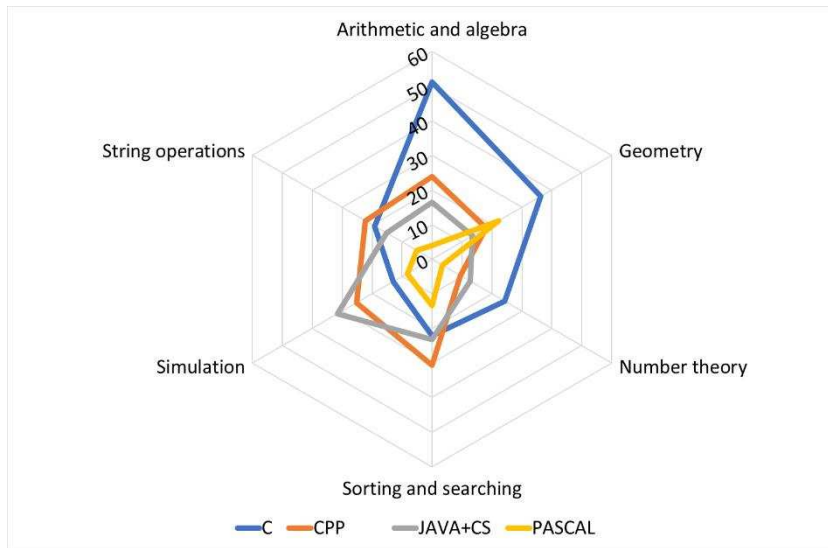 Arithmetic and algebra
60
50
String operations
40
Geometry
30
20
10
0
Simulation
Number theory
Sorting and searching
C CPP JAVA+CS PASCAL